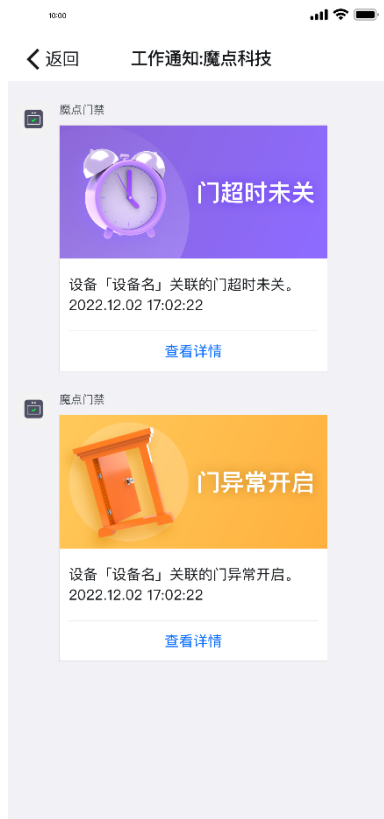 10:00
返回
工作通知:魔点科技
魔点门禁
门超时未关
设备「设备名」关联的门超时未关。
2022.12.02 17:02:22
查看详情
魔点门禁
门异常开启
设备「设备名」关联的门异常开启。
2022.12.02 17:02:22
查看详情